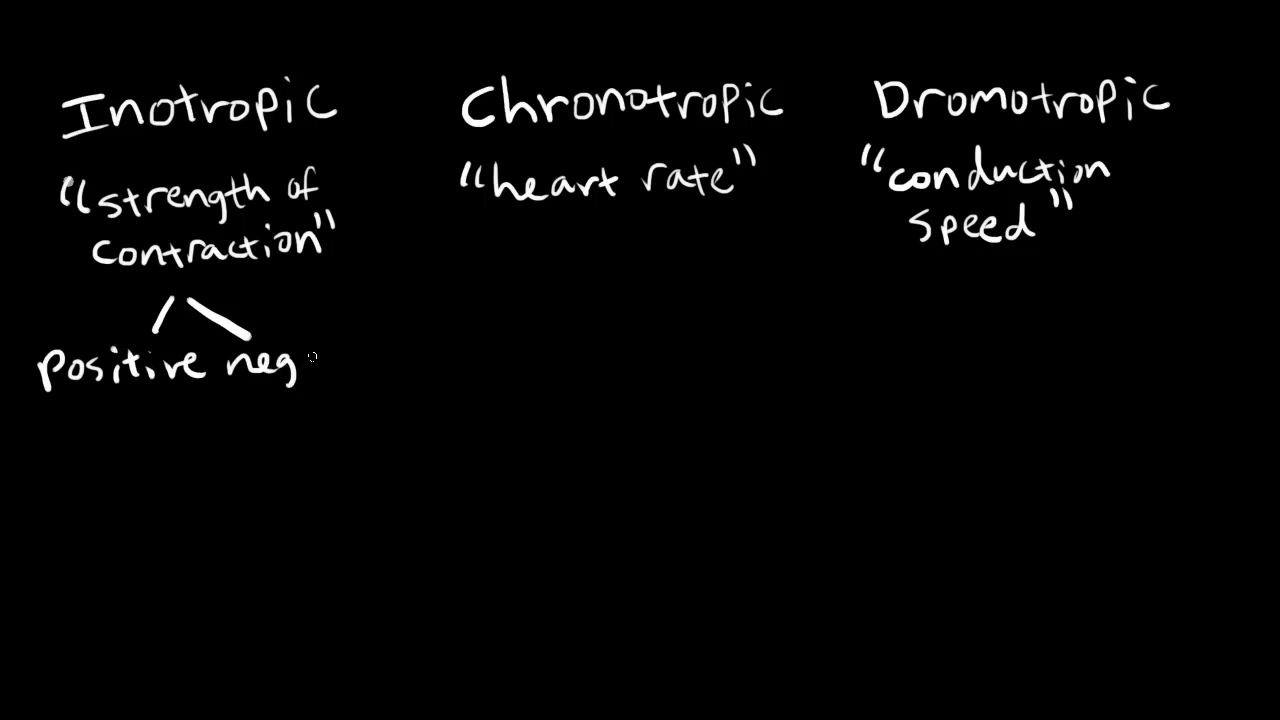 Inotropic
"strength of
contraction"
positive neg
Chronotropic
"heart rate"
Dromotropic
"conduction
speed"